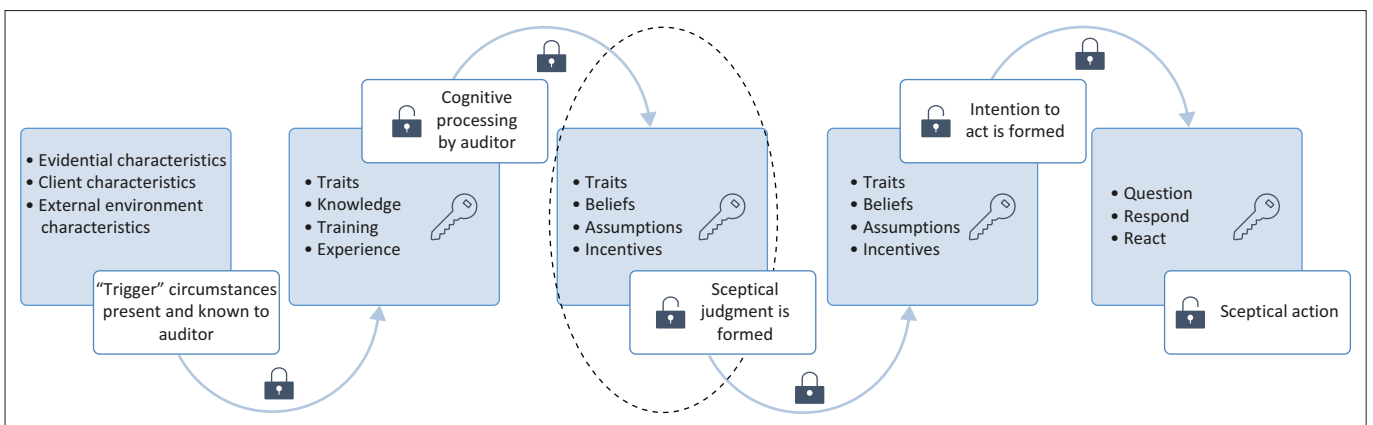 • Evidential characteristics
• Client characteristics
• External environment
characteristics
“Trigger” circumstances
present and known to
auditor
• Traits
• Knowledge
• Training
• Experience
Cognitive
processing
by auditor
• Traits
• Beliefs
• Assumptions
• Incentives
Sceptical
judgment is
formed
• Traits
• Beliefs
• Assumptions
• Incentives
Intention to
act is formed
• Question
• Respond
• React
Sceptical action